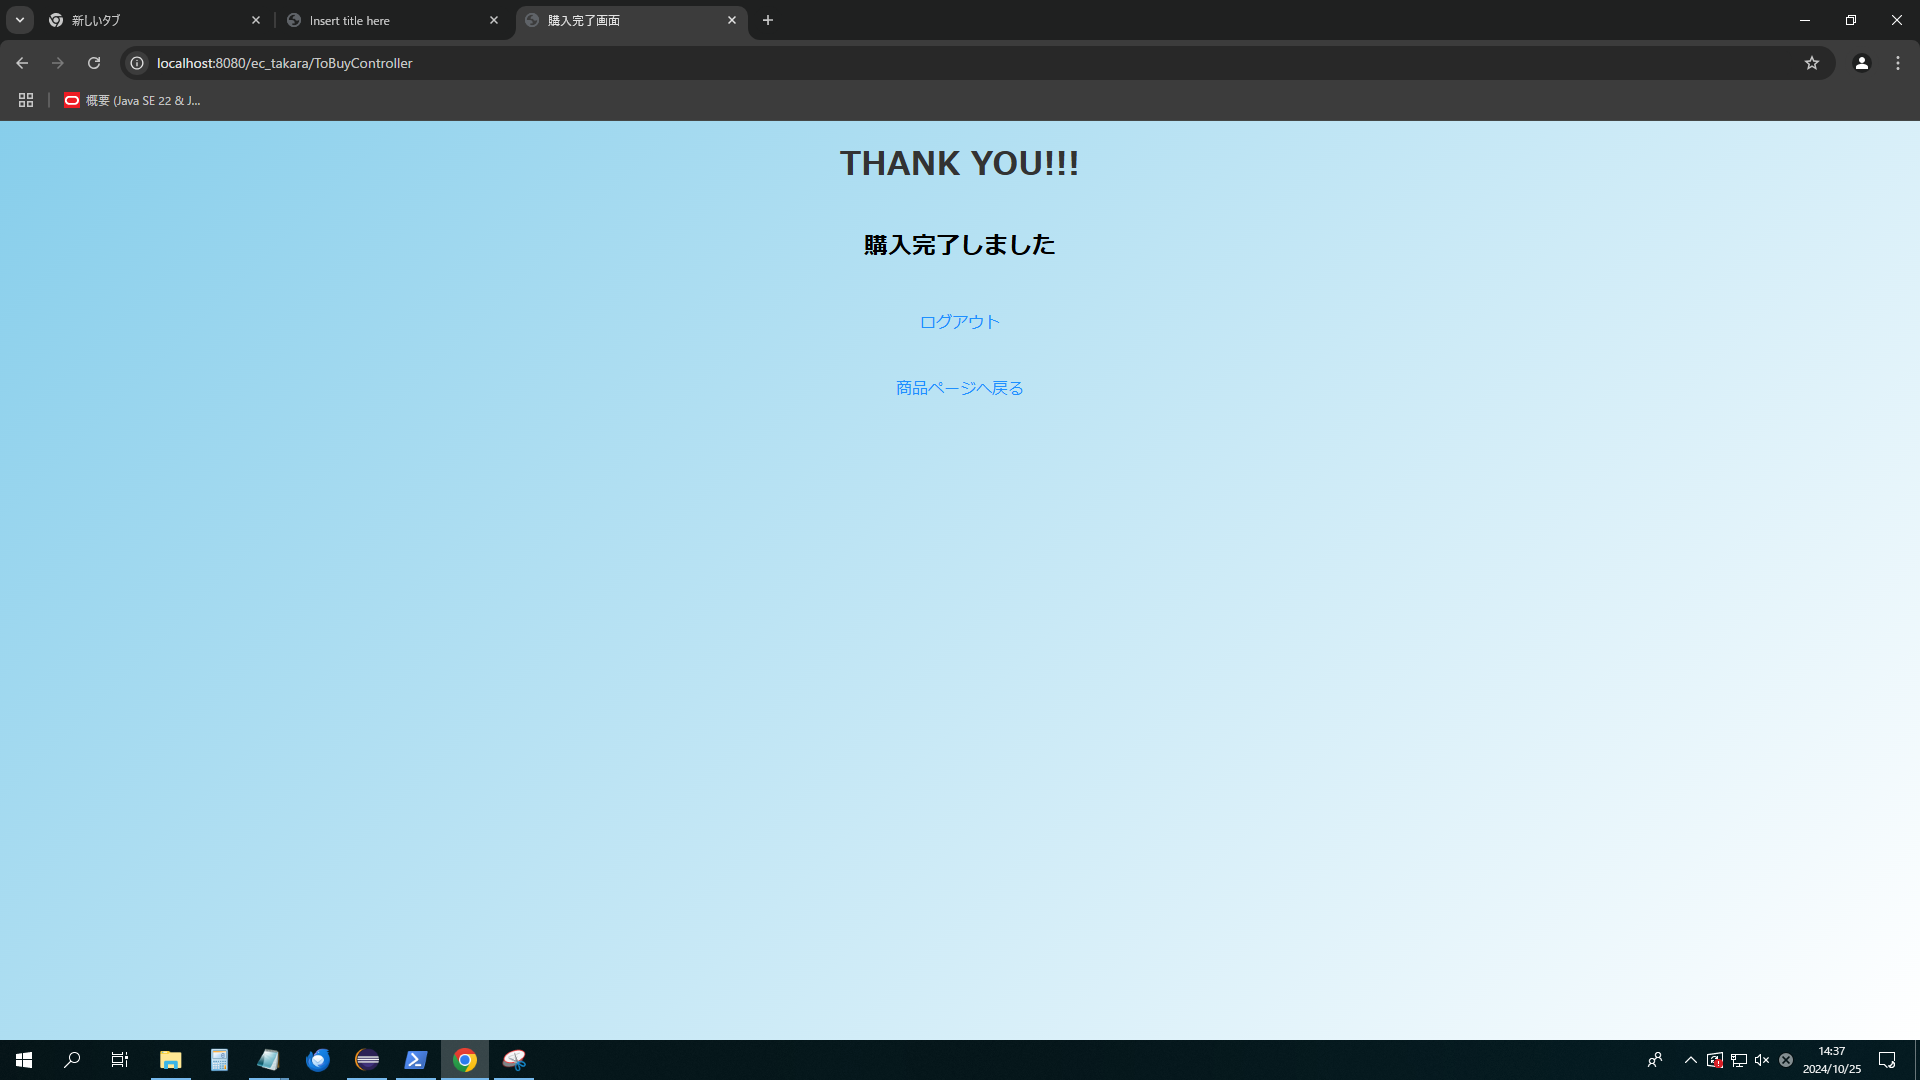 新しいタブ
Insert title here
購入完了画面
localhost:8080/ec_takara/ToBuyController
概要 (Java SE 22 & J...
THANK YOU!!!
購入完了しました
ログアウト
商品ページへ戻る
14:37
2024/10/25